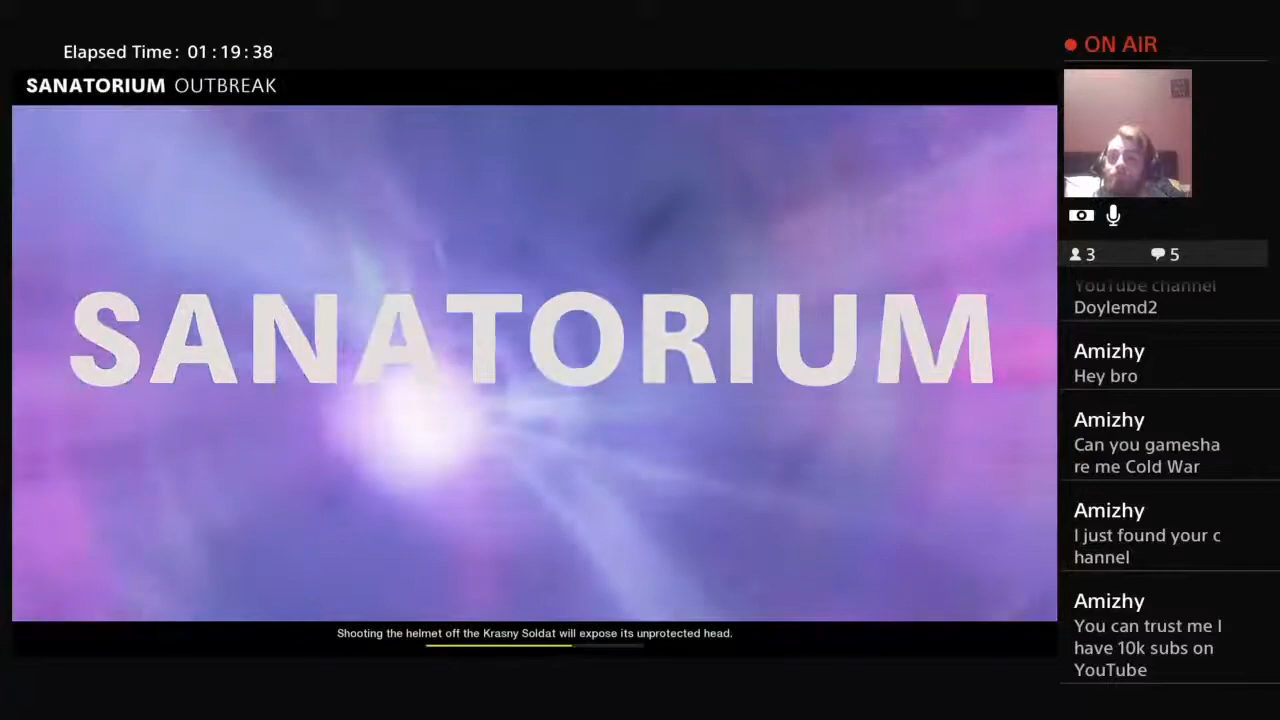 Elapsed Time: 01:19:38
ON AIR
SANATORIUM OUTBREAK
SANATORIUM
Shooting the helmet off the Krasny Soldat will expose its unprotected head.
3 5
YouTube channel
Doylemd2
Amizhy
Hey bro
Amizhy
Can you gamesha
re me Cold War
Amizhy
I just found your c
hannel
Amizhy
You can trust me I
have 10k subs on
YouTube